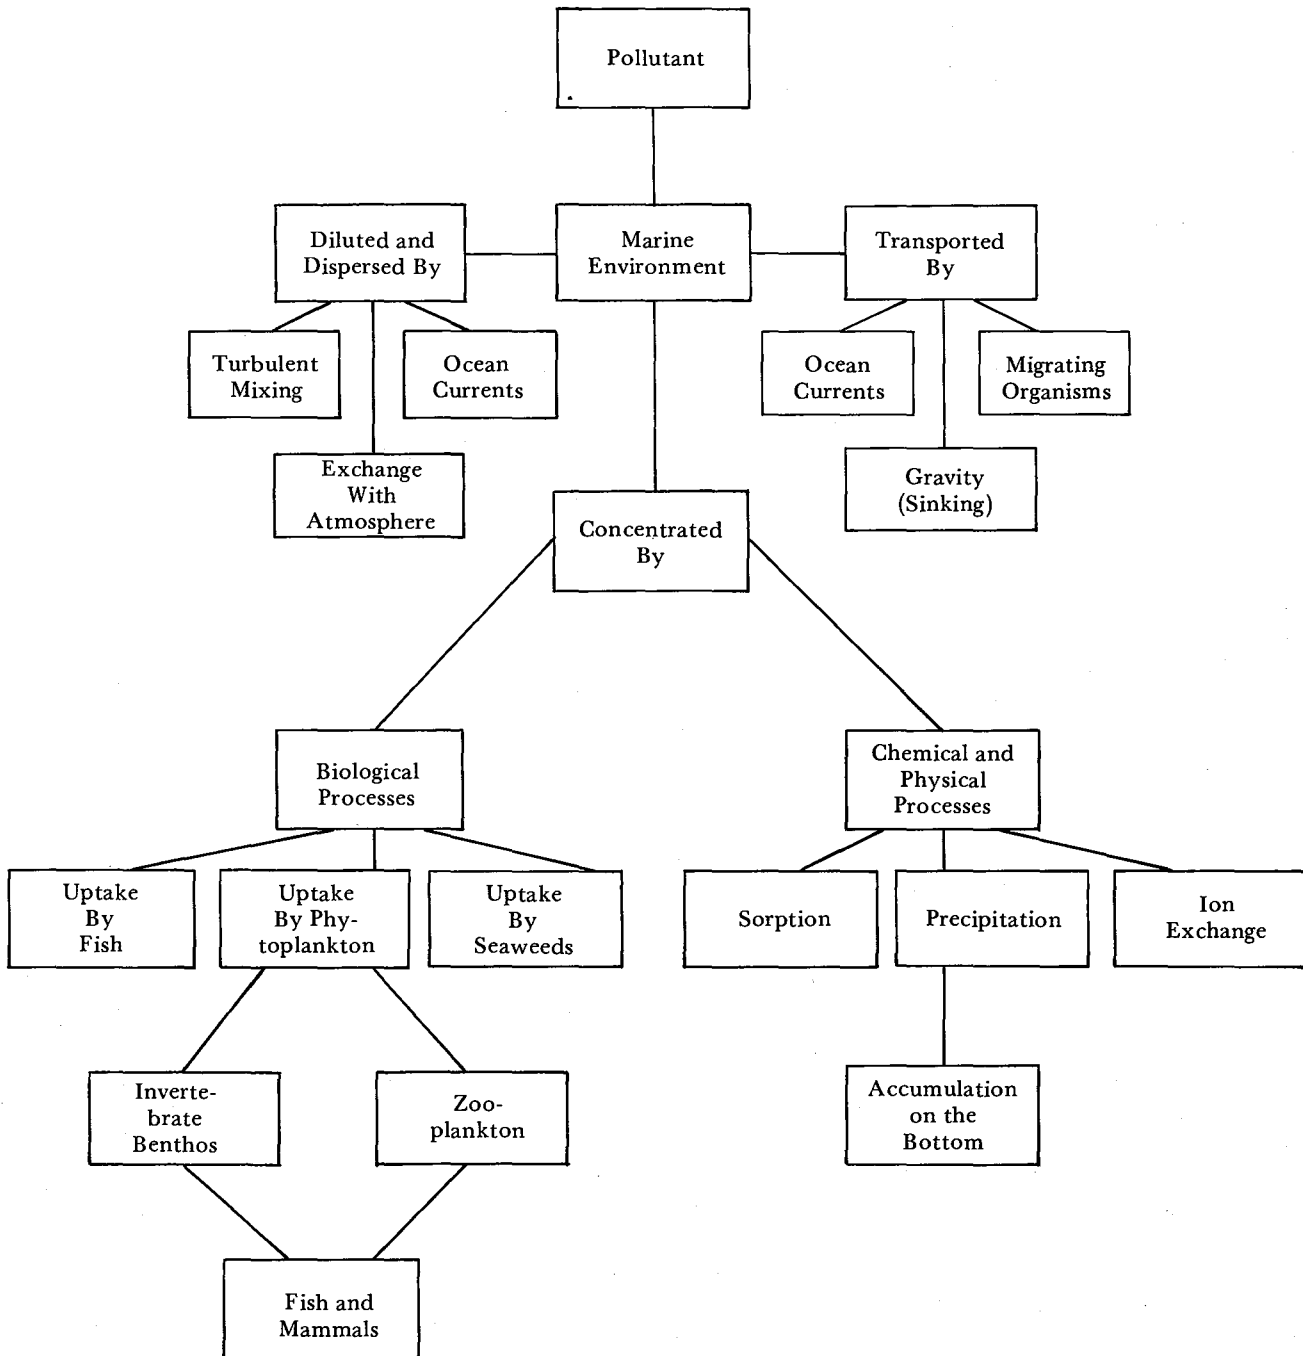 Pollutant
Diluted and
Dispersed By
Marine
Environment
Transported
By
Turbulent
Mixing
Ocean
Currents
Exchange
With
Atmosphere
Ocean
Currents
Migrating
Organisms
Gravity
(Sinking)
Concentrated
By
Biological
Processes
Chemical and
Physical
Processes
Uptake
By
Fish
Uptake
By Phy-
toplankton
Uptake
By
Seaweeds
Sorption
Precipitation
Ion
Exchange
Inverte-
brate
Benthos
Zoo-
plankton
Accumulation
on the
Bottom
Fish and
Mammals